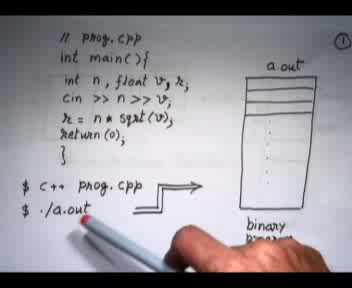 // prog.cpp
int main(){
int n, float v, r;
cin >> n >> v;
r = n * sqrt(v);
return(0);
}
$ c++ prog.cpp
$ ./a.out
1
a.out
binary